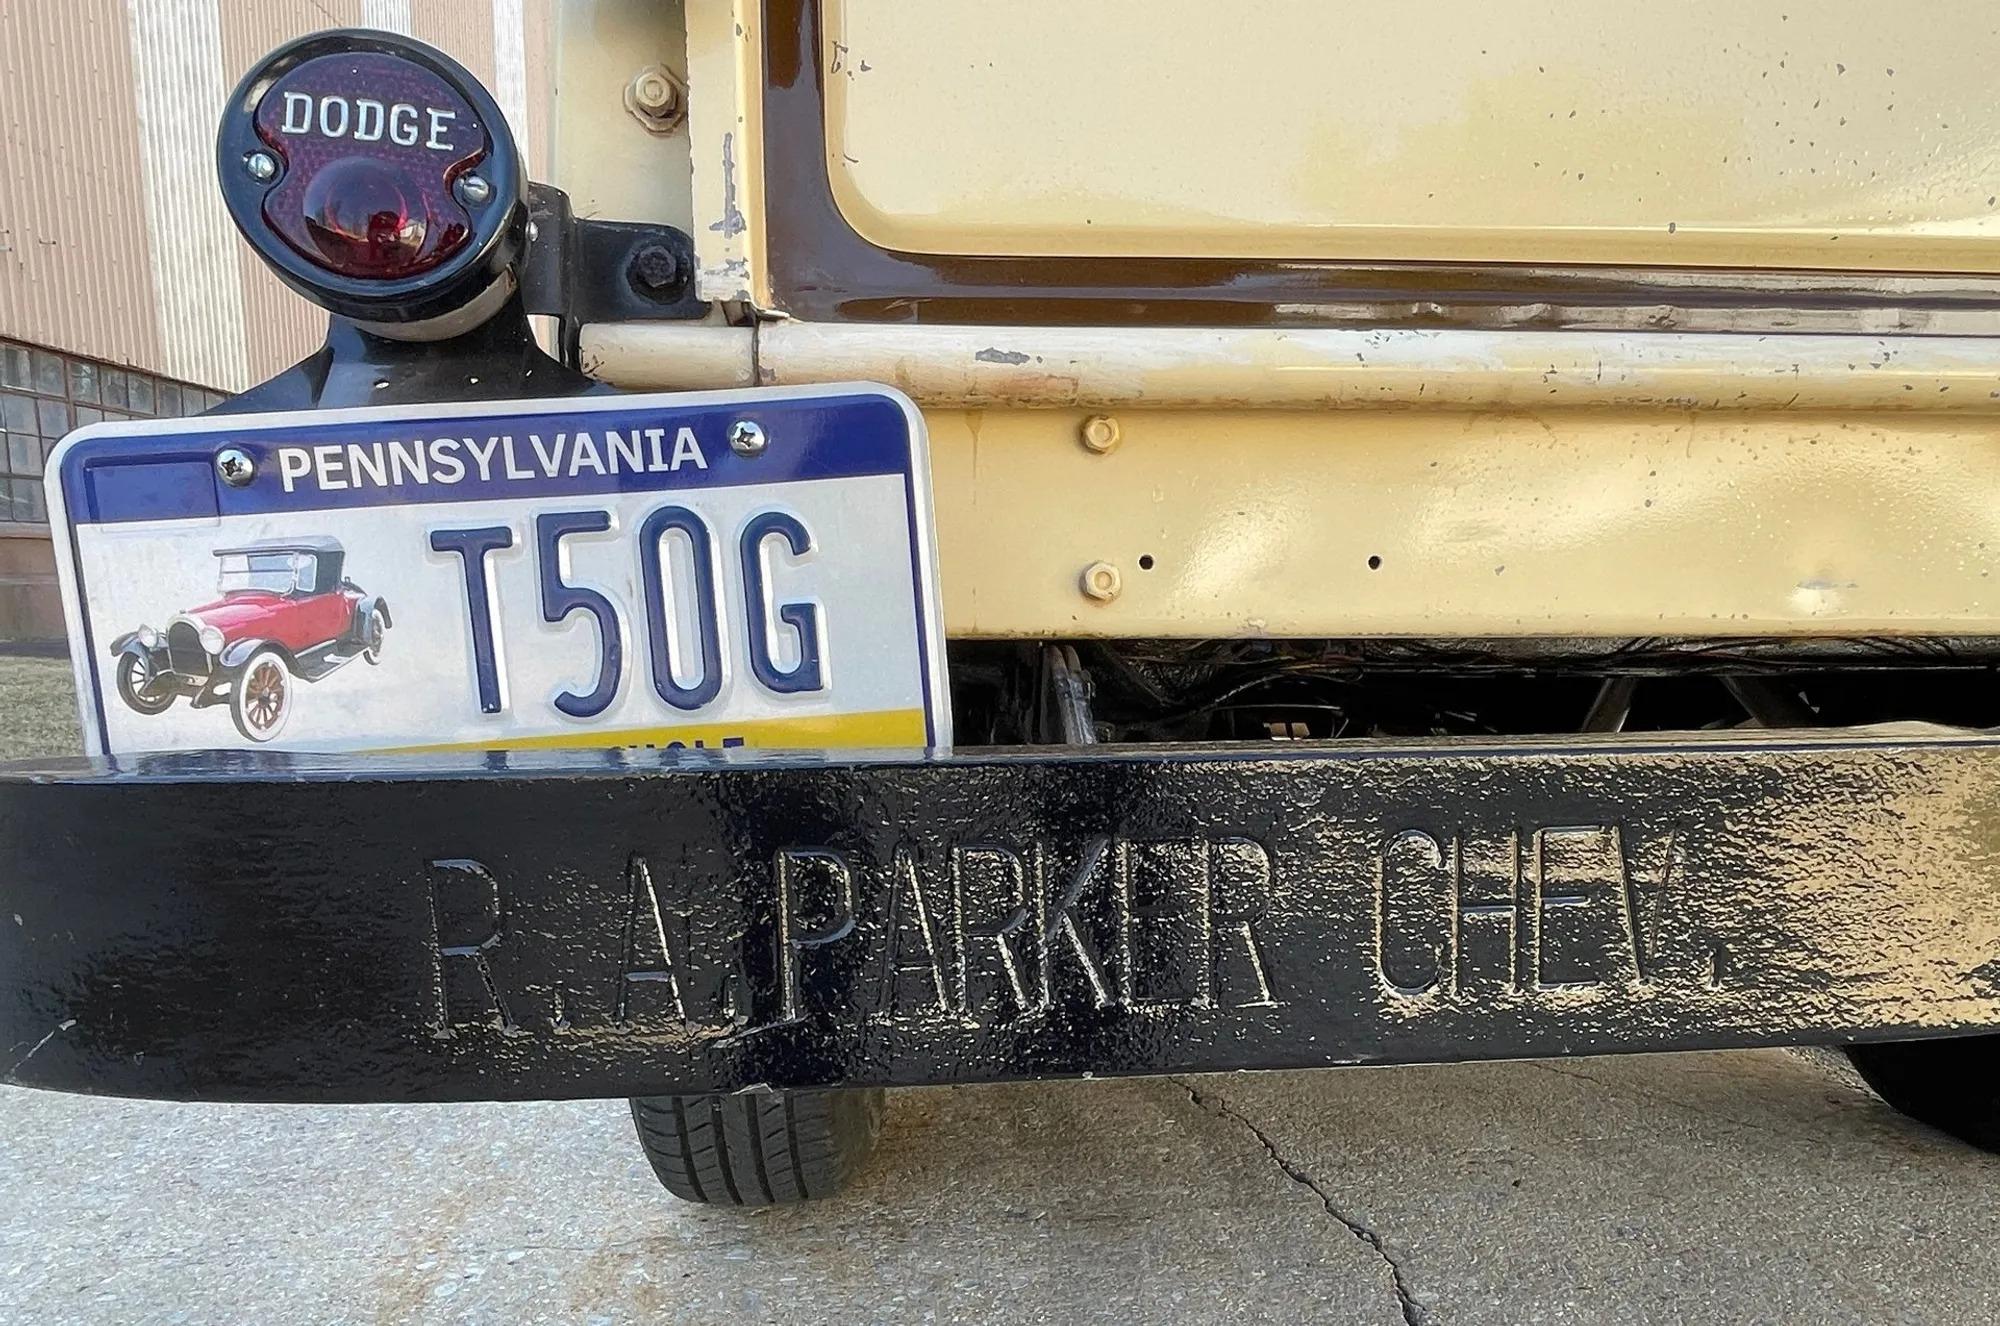 DODGE
PENNSYLVANIA
T50G
R.A. PARKER CHEV.